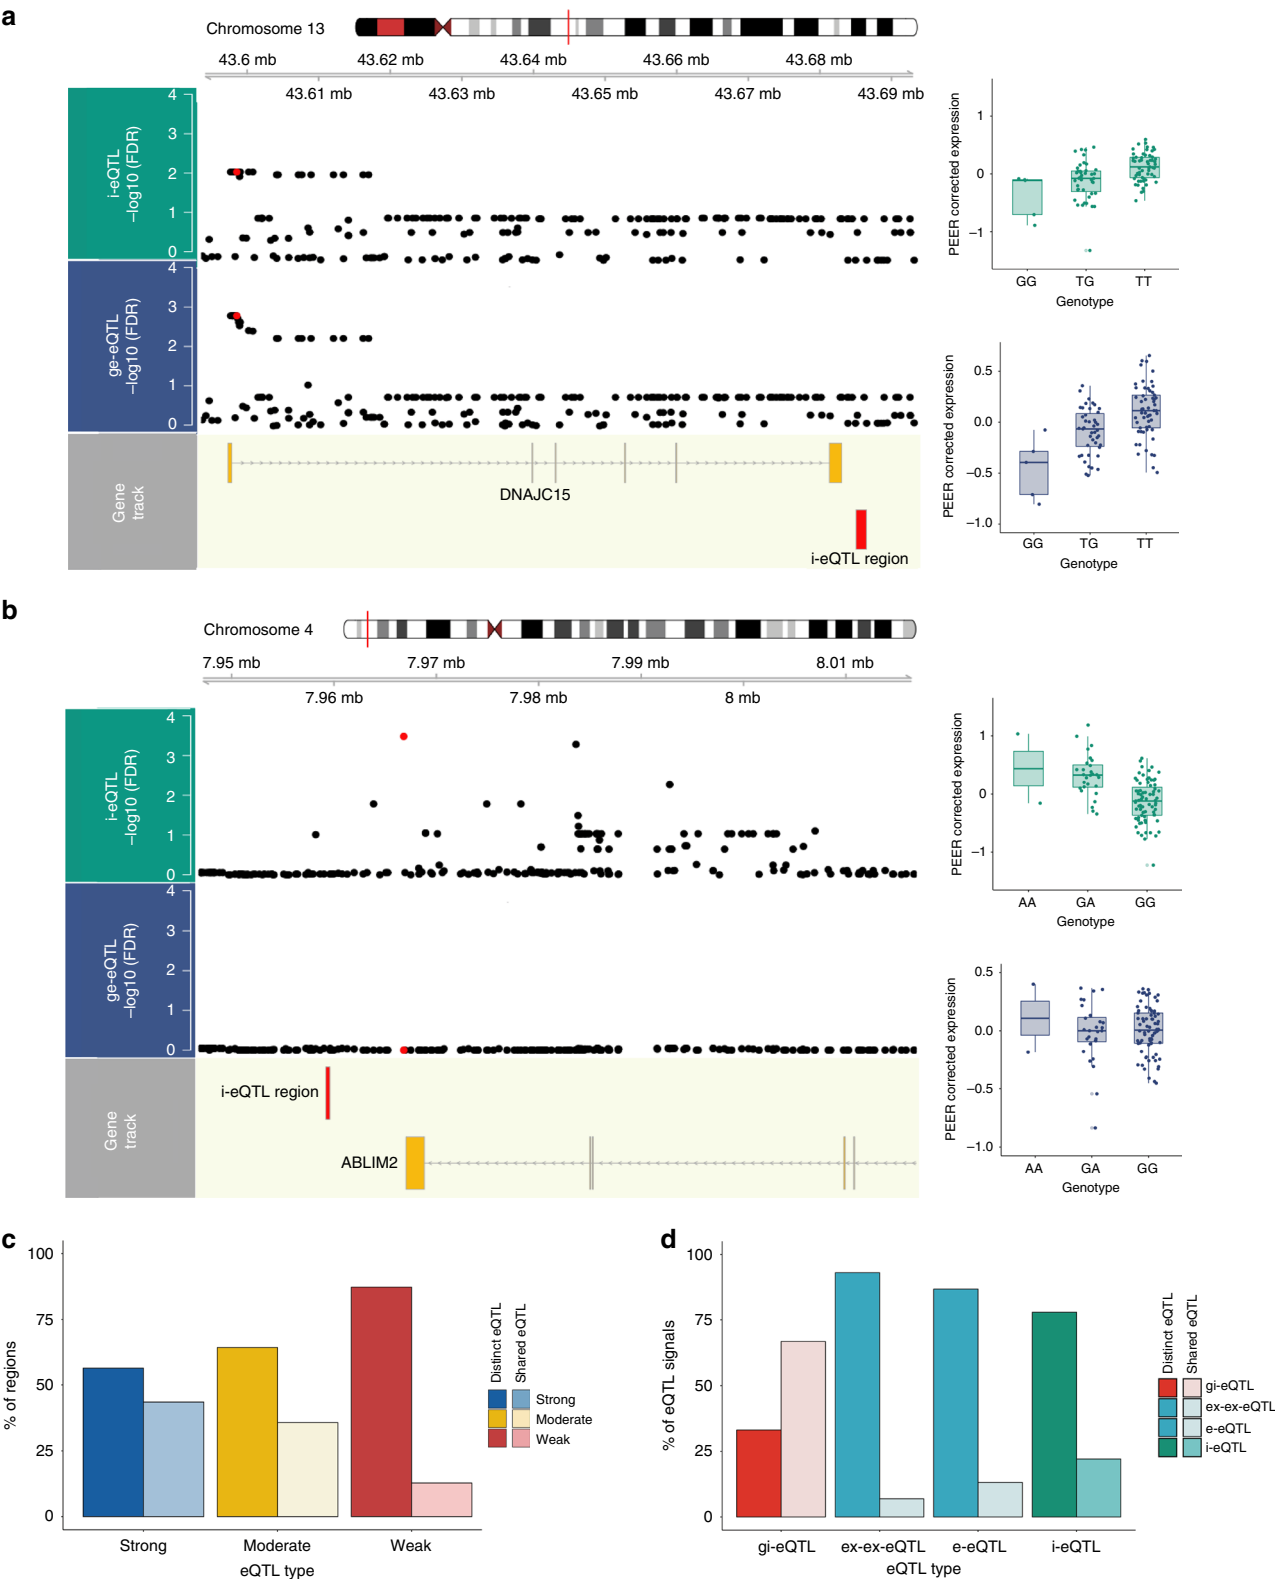 a
Chromosome 13
43.6 mb 43.62 mb 43.64 mb 43.66 mb 43.68 mb
43.61 mb 43.63 mb 43.65 mb 43.67 mb 43.69 mb
i-eQTL
–log10 (FDR)
4
3
2
1
0
ge-eQTL
–log10 (FDR)
4
3
2
1
0
Gene
track
DNAJC15
i-eQTL region
PEER corrected expression
1
0
–1
GG TG TT
Genotype
PEER corrected expression
0.5
0.0
–0.5
–1.0
GG TG TT
Genotype
b
Chromosome 4
7.95 mb 7.97 mb 7.99 mb 8.01 mb
7.96 mb 7.98 mb 8 mb
i-eQTL
–log10 (FDR)
4
3
2
1
0
ge-eQTL
–log10 (FDR)
4
3
2
1
0
Gene
track
i-eQTL region
ABLIM2
PEER corrected expression
1
0
–1
AA GA GG
Genotype
PEER corrected expression
0.5
0.0
–0.5
–1.0
AA GA GG
Genotype
c
% of regions
100
75
50
25
0
Strong Moderate Weak
eQTL type
Distinct eQTL
Shared eQTL
Strong
Moderate
Weak
d
% of eQTL signals
100
75
50
25
0
gi-eQTL ex-ex-eQTL e-eQTL i-eQTL
eQTL type
Distinct eQTL
Shared eQTL
gi-eQTL
ex-ex-eQTL
e-eQTL
i-eQTL